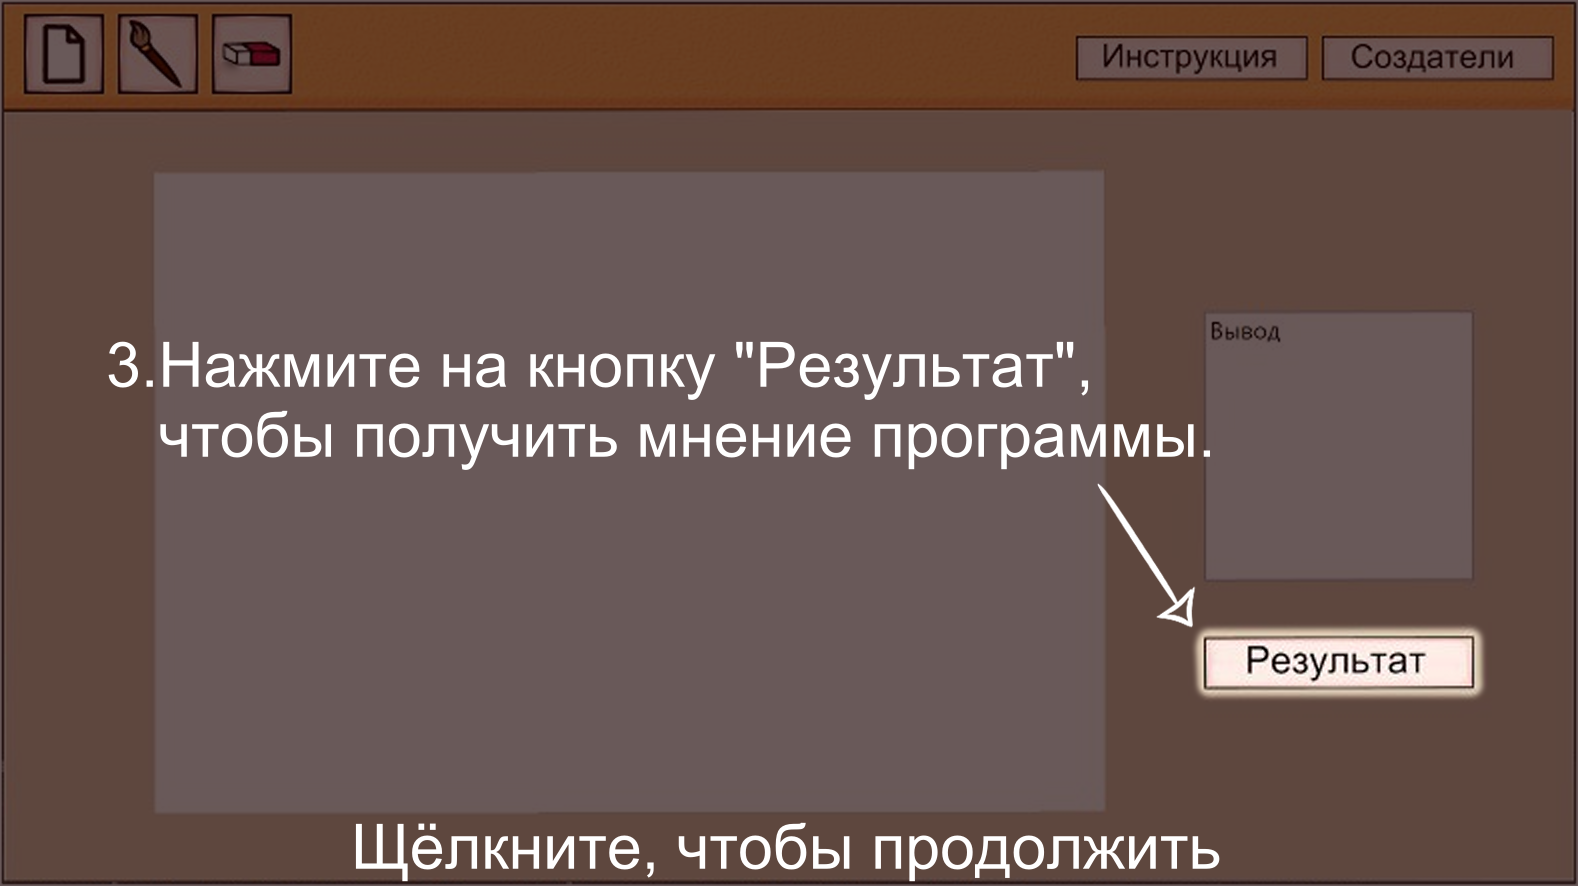 Инструкция
Создатели
3.Нажмите на кнопку "Результат",
чтобы получить мнение программы.
Вывод
Результат
Щёлкните, чтобы продолжить